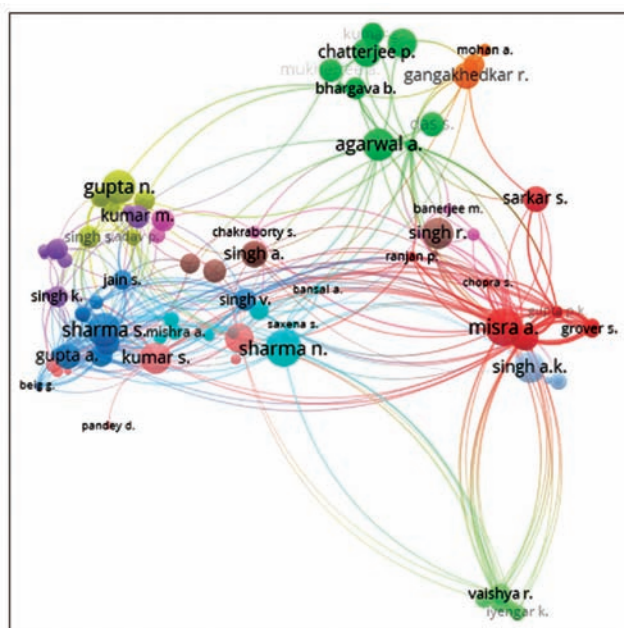 chatterjee p.
mohan a.
gangakhedkar r.
bhargava b.
das s.
agarwal a.
gupta n.
kumar m.
sarkar s.
banerjee m.
chakraborty s.
singh r.
singh a.
ranjan p.
jain s.
chopra s.
singh k.
singh v.
bansal a.
saxena s.
sharma s.
mishra a.
misra a.
grover s.
gupta a.
kumar s.
sharma n.
singh a.k.
beig g.
pandey d.
vaishya r.
iyengar k.